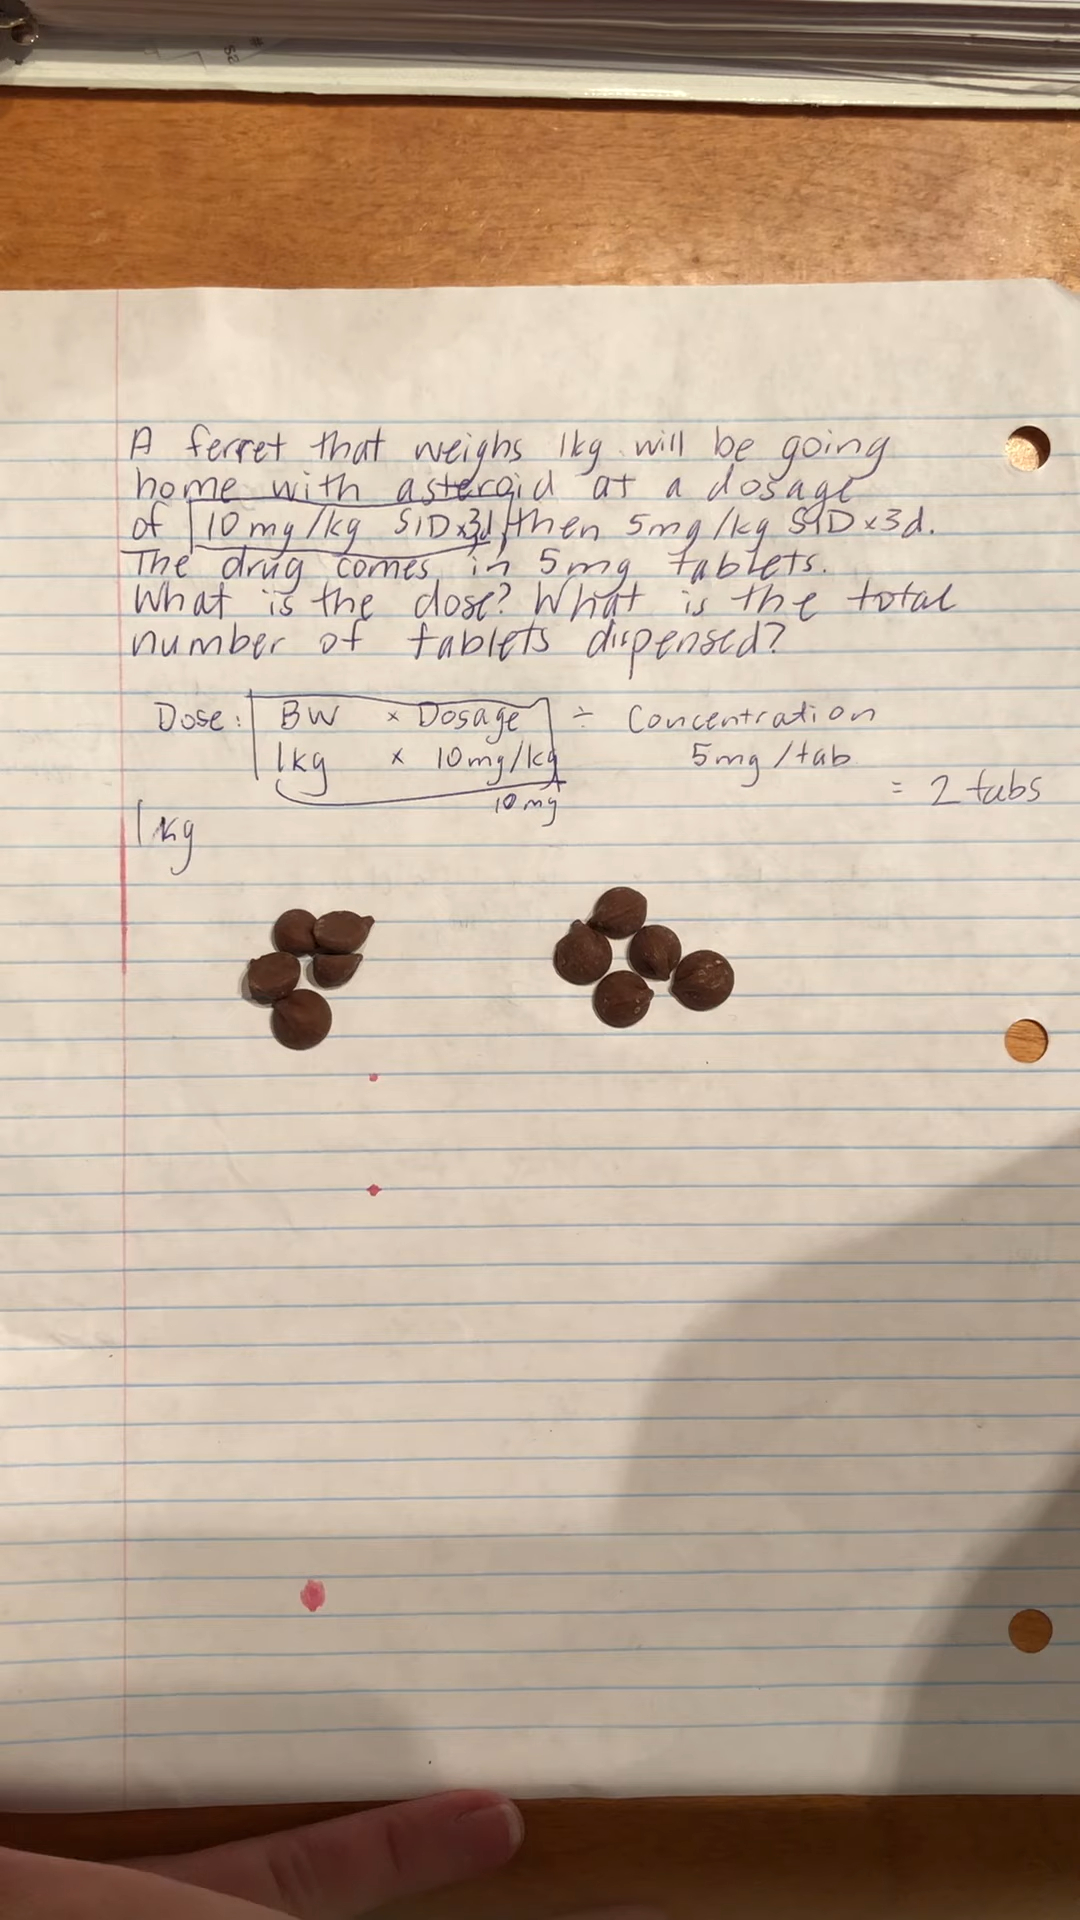 A ferret that weighs 1kg will be going
home with asteroid at a dosage
of 10mg/kg SID x3d then 5mg/kg SID x3d.
The drug comes in 5mg tablets.
What is the dose? What is the total
number of tablets dispensed?
Dose: BW x Dosage ÷ Concentration
1kg x 10mg/kg 5mg/tab
10mg = 2 tabs
1kg